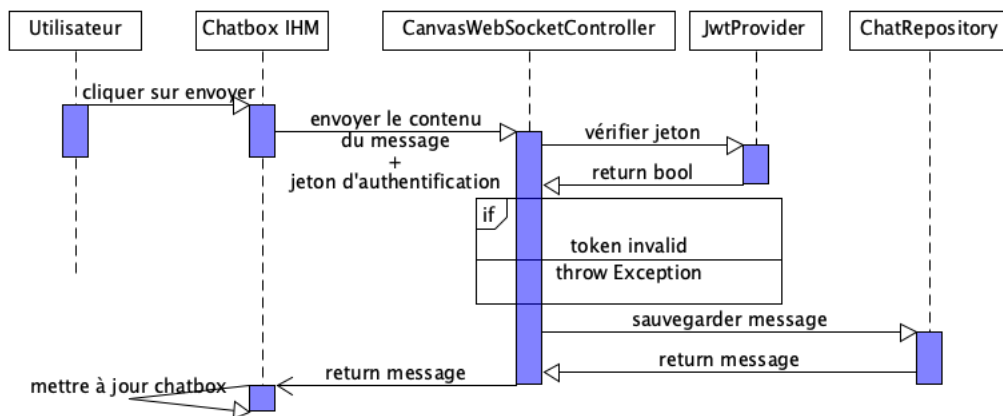 Utilisateur
Chatbox IHM
CanvasWebSocketController
JwtProvider
ChatRepository
cliquer sur envoyer
envoyer le contenu
du message
+
jeton d'authentification
vérifier jeton
return bool
if
token invalid
throw Exception
sauvegarder message
return message
return message
mettre à jour chatbox